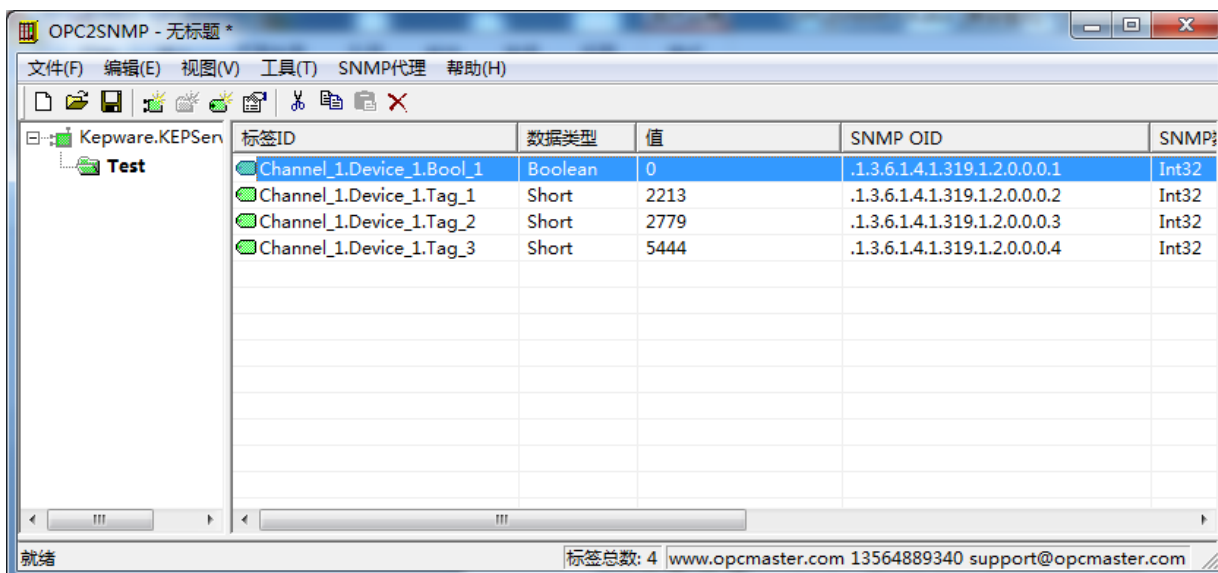 OPC2SNMP - 无标题 *
文件(F) 编辑(E) 视图(V) 工具(T) SNMP代理 帮助(H)
Kepware.KEPServ
Test
标签ID 数据类型 值 SNMP OID SNMP
Channel_1.Device_1.Bool_1 Boolean 0 .1.3.6.1.4.1.319.1.2.0.0.0.1 Int32
Channel_1.Device_1.Tag_1 Short 2213 .1.3.6.1.4.1.319.1.2.0.0.0.2 Int32
Channel_1.Device_1.Tag_2 Short 2779 .1.3.6.1.4.1.319.1.2.0.0.0.3 Int32
Channel_1.Device_1.Tag_3 Short 5444 .1.3.6.1.4.1.319.1.2.0.0.0.4 Int32
就绪 标签总数: 4 www.opcmaster.com 13564889340 support@opcmaster.com